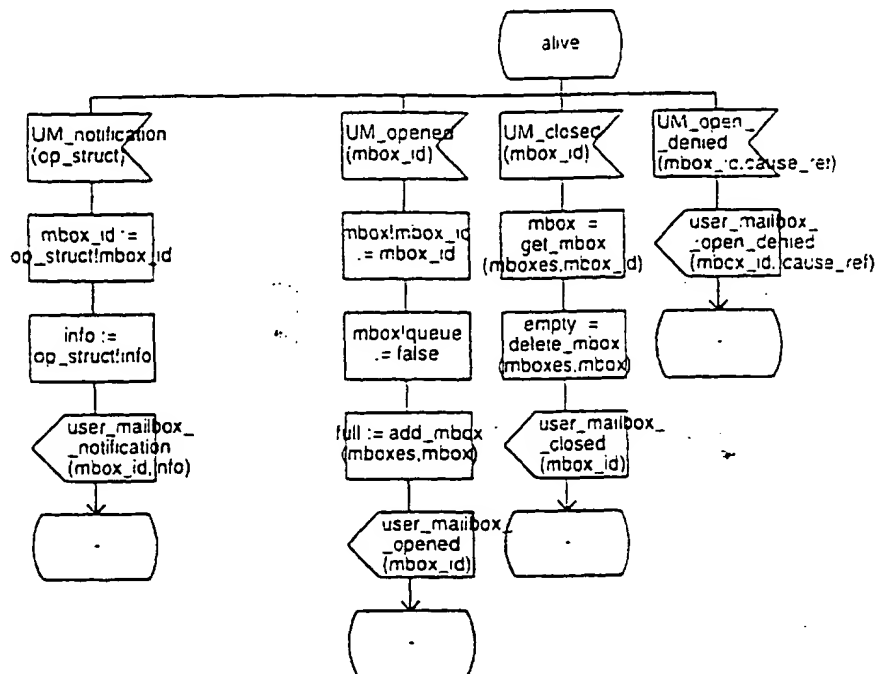 alive
UM_notification
(op_struct)
mbox_id :=
op_struct!mbox_id
info :=
op_struct!info
user_mailbox_
_notification
(mbox_id,info)
-
UM_opened
(mbox_id)
mbox!mbox_id
:= mbox_id
mbox!queue
:= false
full := add_mbox
(mboxes,mbox)
user_mailbox_
_opened
(mbox_id)
-
UM_closed
(mbox_id)
mbox =
get_mbox
(mboxes,mbox_id)
empty =
delete_mbox
(mboxes,mbox)
user_mailbox_
_closed
(mbox_id)
-
UM_open_
_denied
(mbox_id,cause_ref)
user_mailbox_
_open_denied
(mbox_id,cause_ref)
-